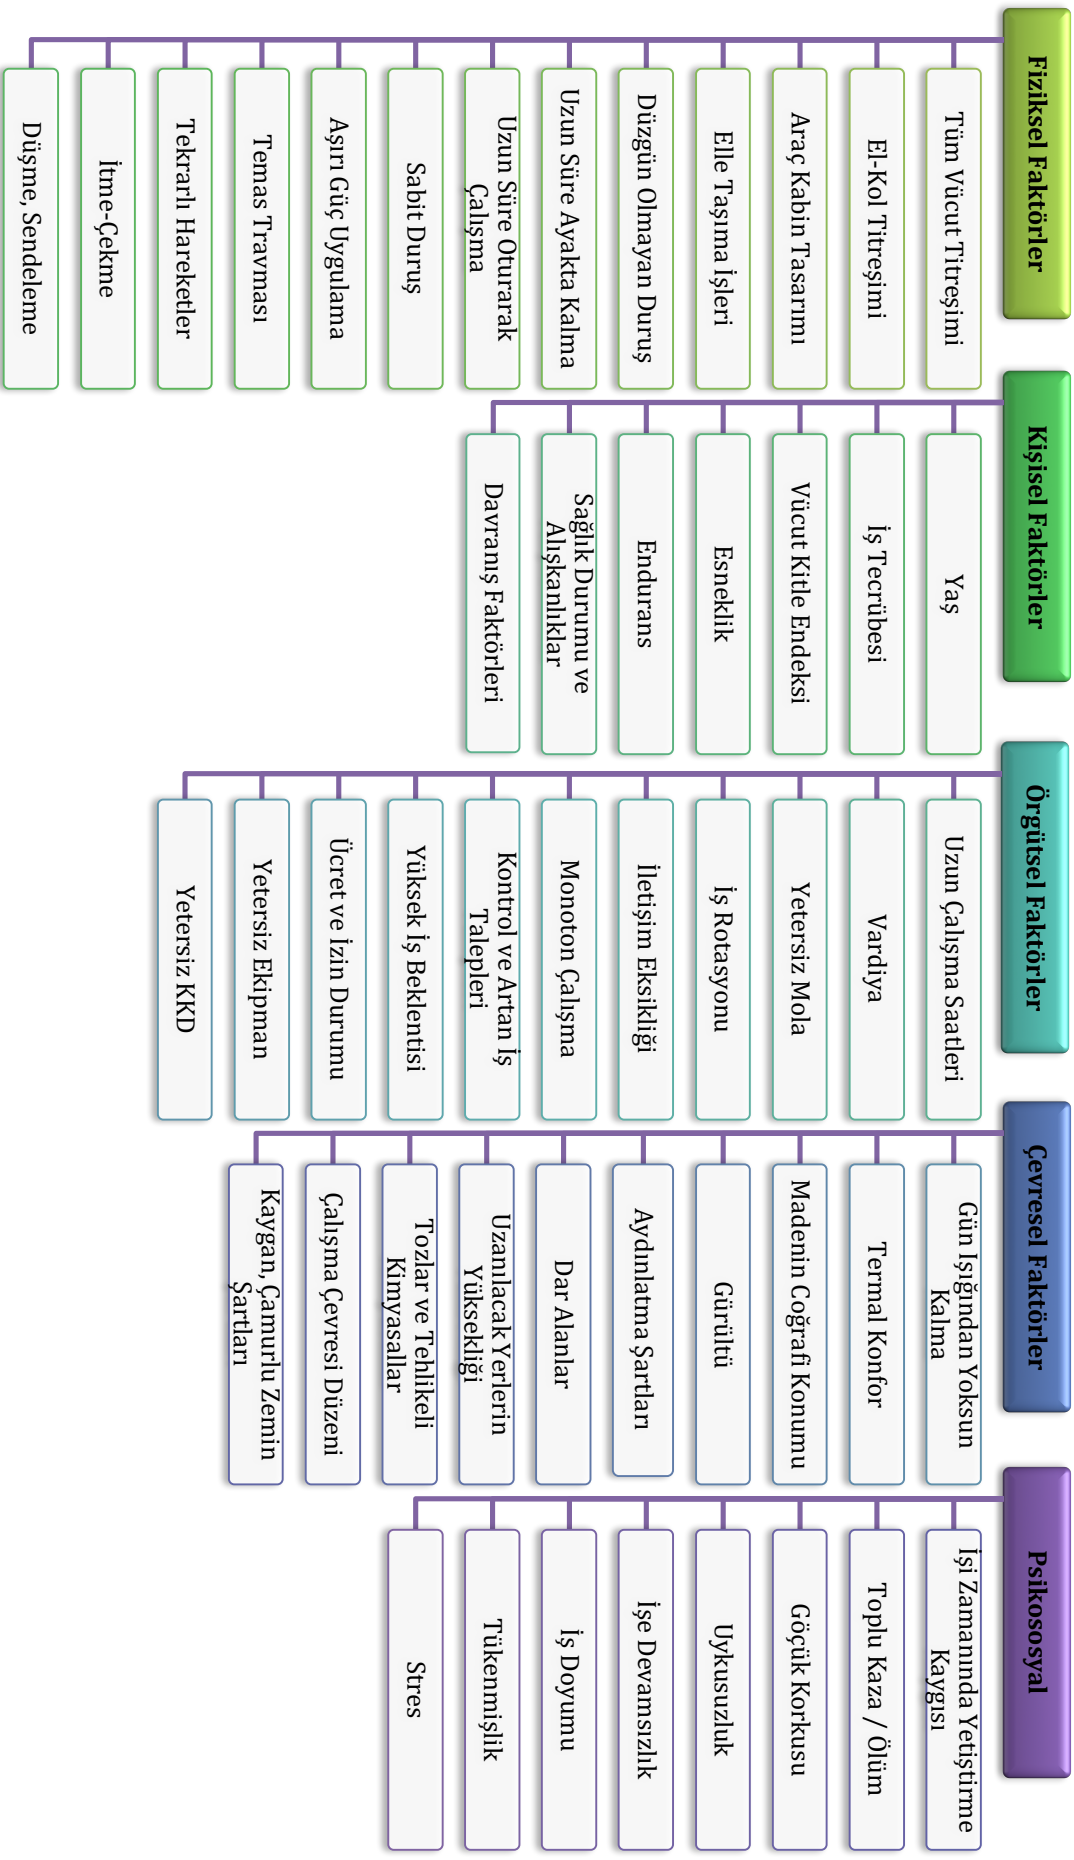 Fiziksel Faktörler
Tüm Vücut Titreşimi
El-Kol Titreşimi
Araç Kabin Tasarımı
Elle Taşıma İşleri
Düzgün Olmayan Duruş
Uzun Süre Ayakta Kalma
Uzun Süre Oturarak
Çalışma
Sabit Duruş
Aşırı Güç Uygulama
Temas Travması
Tekrarlı Hareketler
İtme-Çekme
Düşme, Sendeleme
Kişisel Faktörler
Yaş
İş Tecrübesi
Vücut Kitle Endeksi
Esneklik
Endurans
Sağlık Durumu ve
Alışkanlıklar
Davranış Faktörleri
Örgütsel Faktörler
Uzun Çalışma Saatleri
Vardiya
Yetersiz Mola
İş Rotasyonu
İletişim Eksikliği
Monoton Çalışma
Kontrol ve Artan İş
Talepleri
Yüksek İş Beklentisi
Ücret ve İzin Durumu
Yetersiz Ekipman
Yetersiz KKD
Çevresel Faktörler
Gün Işığından Yoksun
Kalma
Termal Konfor
Madenin Coğrafi Konumu
Gürültü
Aydınlatma Şartları
Dar Alanlar
Uzanılacak Yerlerin
Yüksekliği
Tozlar ve Tehlikeli
Kimyasallar
Çalışma Çevresi Düzeni
Kaygan, Çamurlu Zemin
Şartları
Psikososyal
İşi Zamanında Yetiştirme
Kaygısı
Toplu Kaza / Ölüm
Göçük Korkusu
Uykusuzluk
İşe Devamsızlık
İş Doyumu
Tükenmişlik
Stres